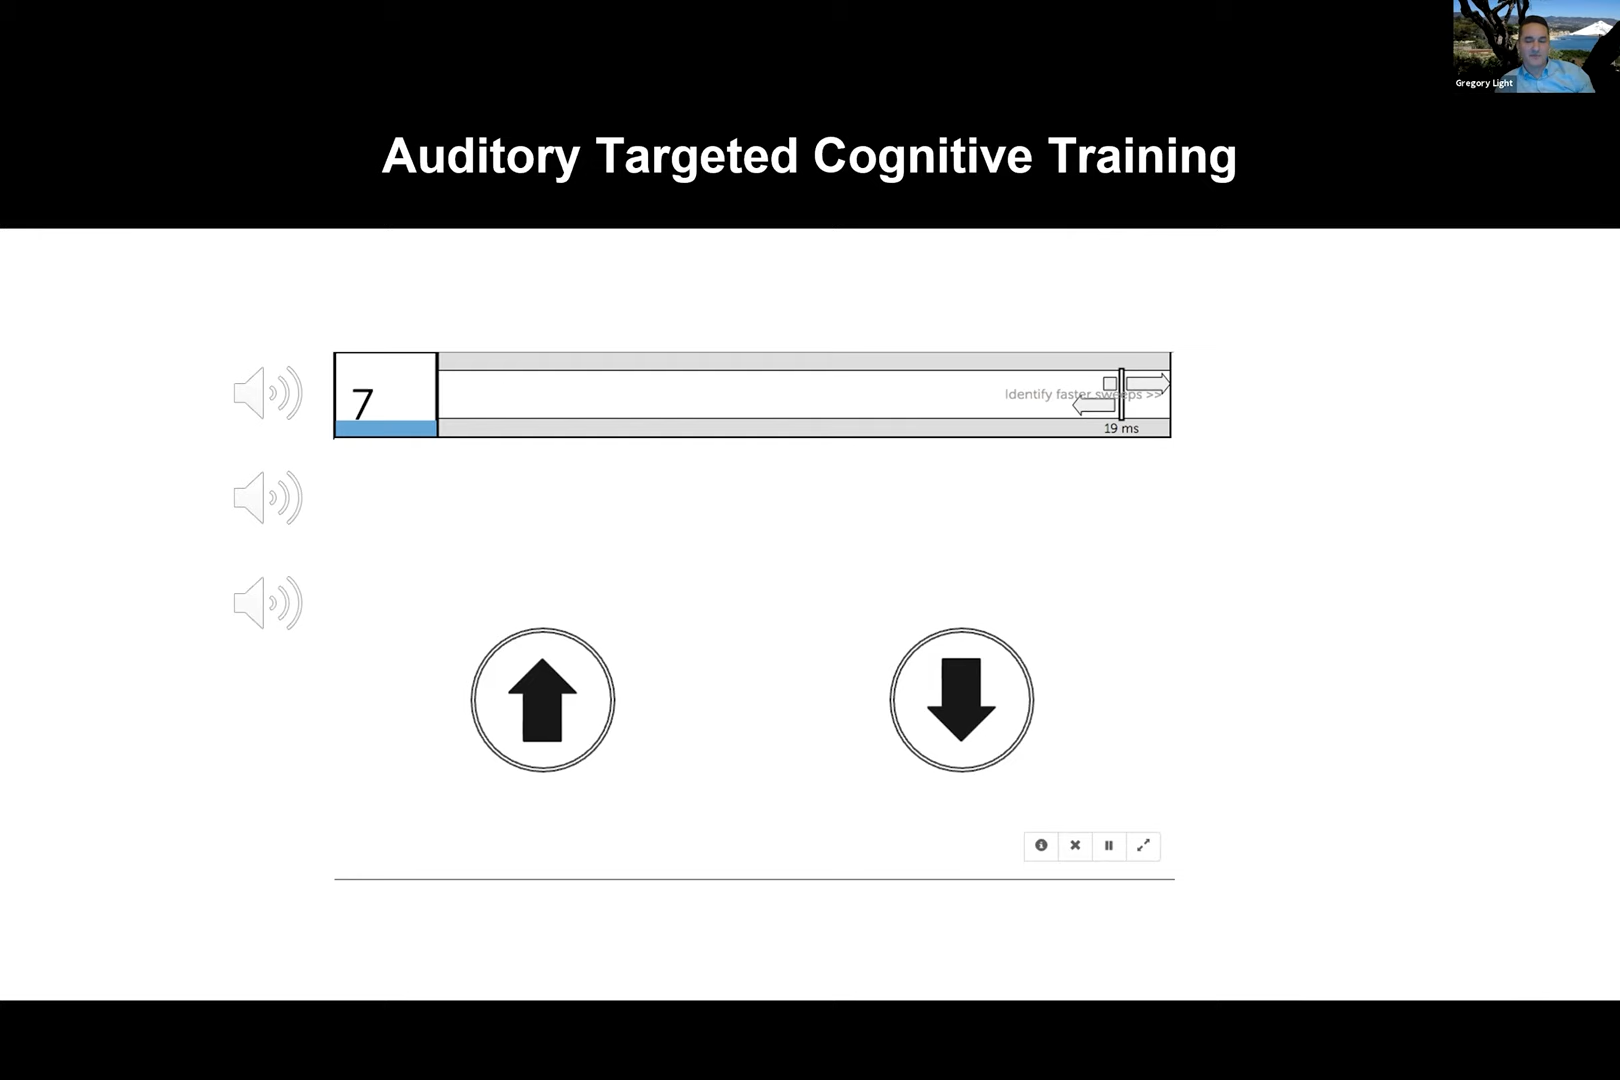 Gregory Light
Auditory Targeted Cognitive Training
7
Identify faster sweeps >>
19 ms